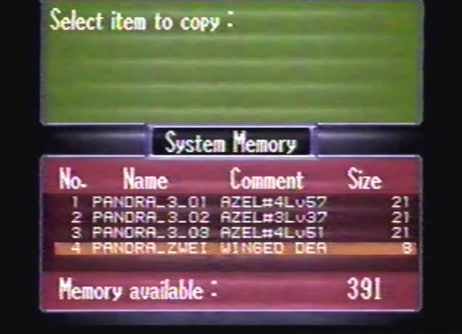 Select item to copy :
System Memory
No. Name Comment Size
1 PANDRA_3_01 AZEL#4Lv57 21
2 PANDRA_3_02 AZEL#3Lv37 21
3 PANDRA_3_03 AZEL#4Lv51 21
4 PANDRA_ZWEI WINGED DEA 8
Memory available : 391